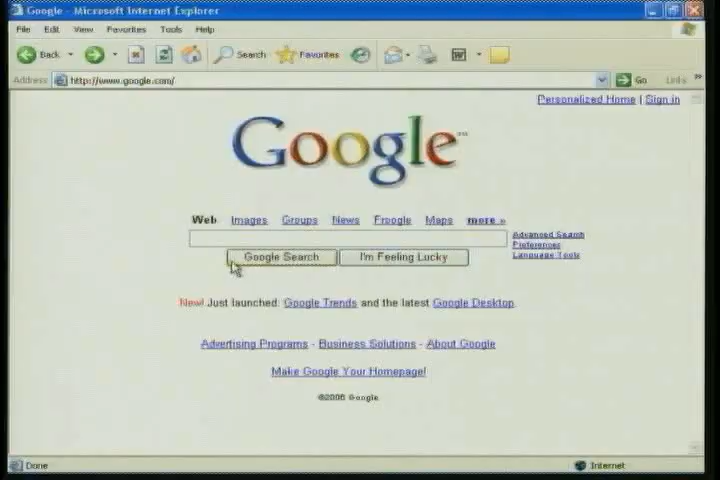 Google - Microsoft Internet Explorer
File Edit View Favorites Tools Help
Back Search Favorites
Address http://www.google.com/ Go Links »
Personalized Home | Sign in
Google™
Web Images Groups News Froogle Maps more »
Advanced Search
Preferences
Language Tools
Google Search I'm Feeling Lucky
New! Just launched: Google Trends and the latest Google Desktop
Advertising Programs - Business Solutions - About Google
Make Google Your Homepage!
©2006 Google
Done Internet